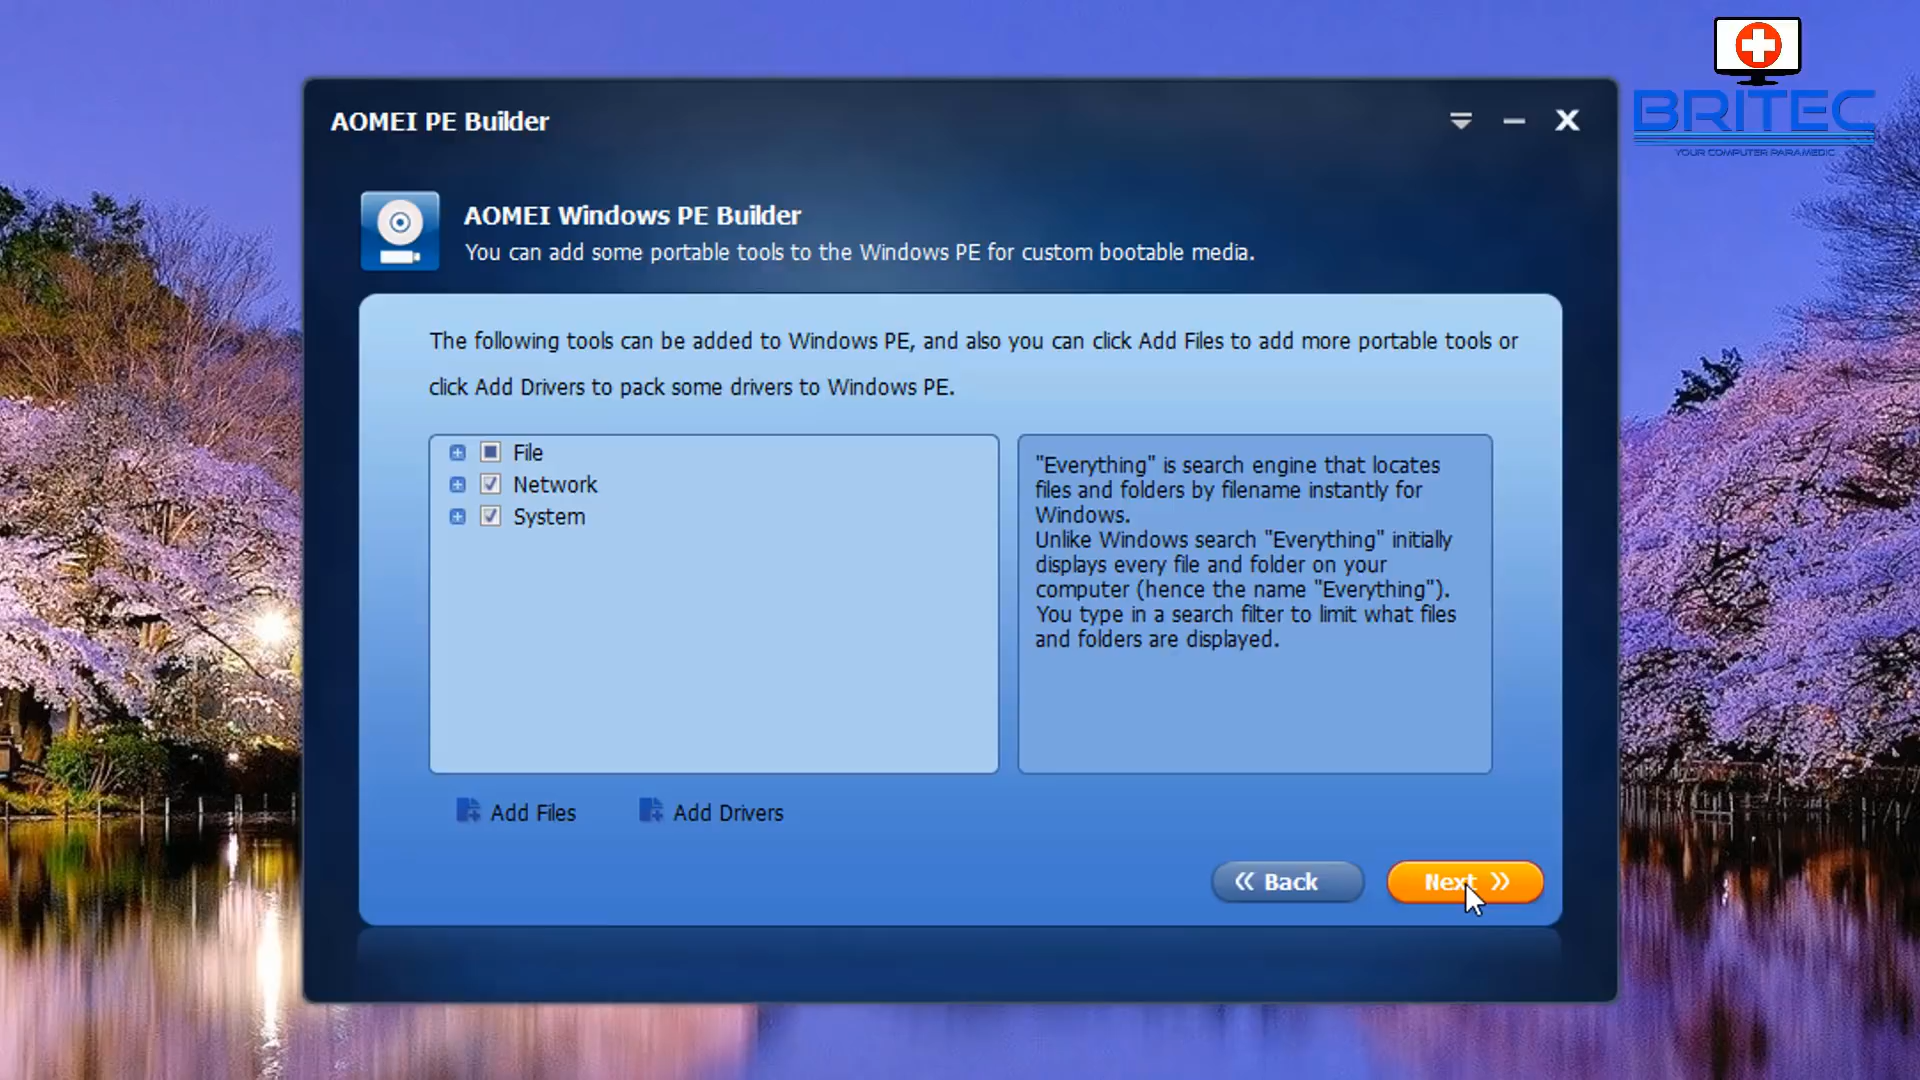 BRITEC
YOUR COMPUTER PARAMEDIC
AOMEI PE Builder
AOMEI Windows PE Builder
You can add some portable tools to the Windows PE for custom bootable media.
The following tools can be added to Windows PE, and also you can click Add Files to add more portable tools or
click Add Drivers to pack some drivers to Windows PE.
File
Network
System
"Everything" is search engine that locates
files and folders by filename instantly for
Windows.
Unlike Windows search "Everything" initially
displays every file and folder on your
computer (hence the name "Everything").
You type in a search filter to limit what files
and folders are displayed.
Add Files
Add Drivers
Back
Next